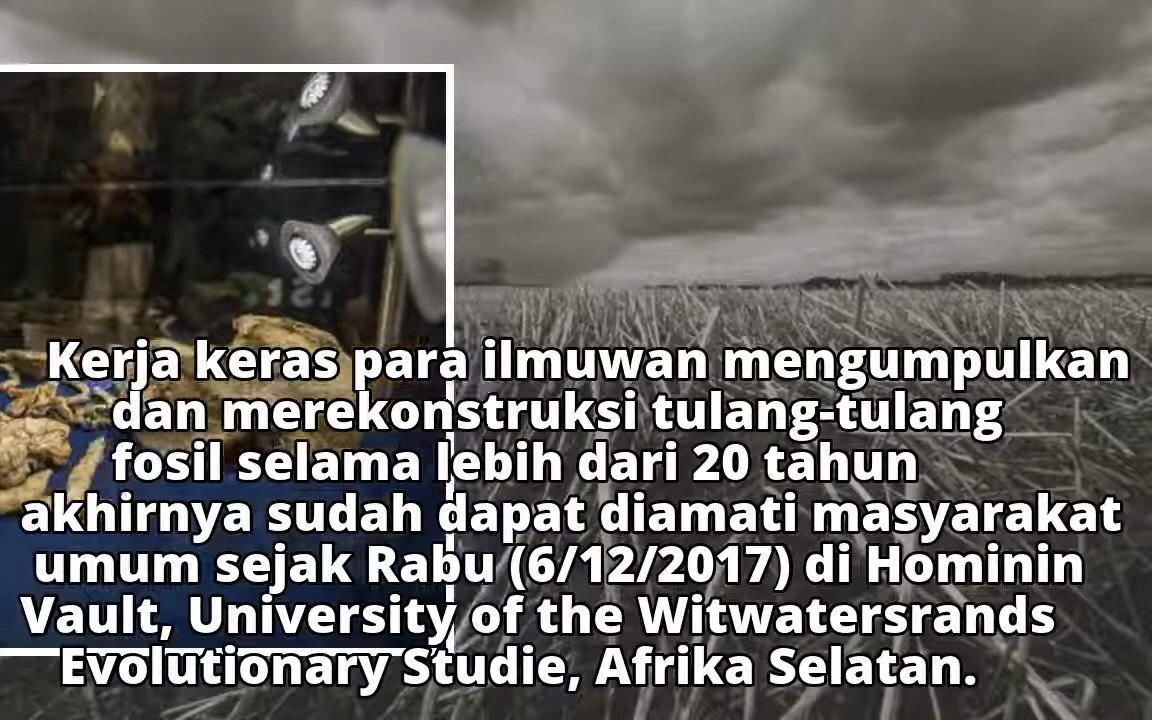 Kerja keras para ilmuwan mengumpulkan
dan merekonstruksi tulang-tulang
fosil selama lebih dari 20 tahun
akhirnya sudah dapat diamati masyarakat
umum sejak Rabu (6/12/2017) di Hominin
Vault, University of the Witwatersrands
Evolutionary Studie, Afrika Selatan.